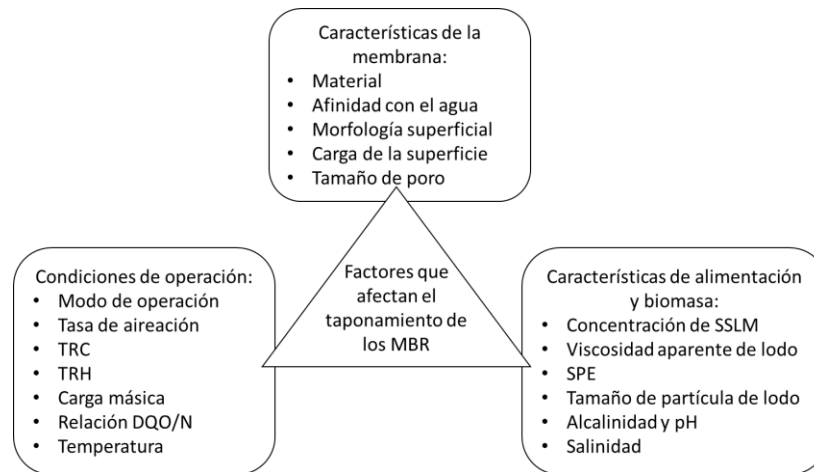 Características de la
membrana:
• Material
• Afinidad con el agua
• Morfología superficial
• Carga de la superficie
• Tamaño de poro
Condiciones de operación:
• Modo de operación
• Tasa de aireación
• TRC
• TRH
• Carga másica
• Relación DQO/N
• Temperatura
Factores que
afectan el
taponamiento de
los MBR
Características de alimentación
y biomasa:
• Concentración de SSLM
• Viscosidad aparente de lodo
• SPE
• Tamaño de partícula de lodo
• Alcalinidad y pH
• Salinidad